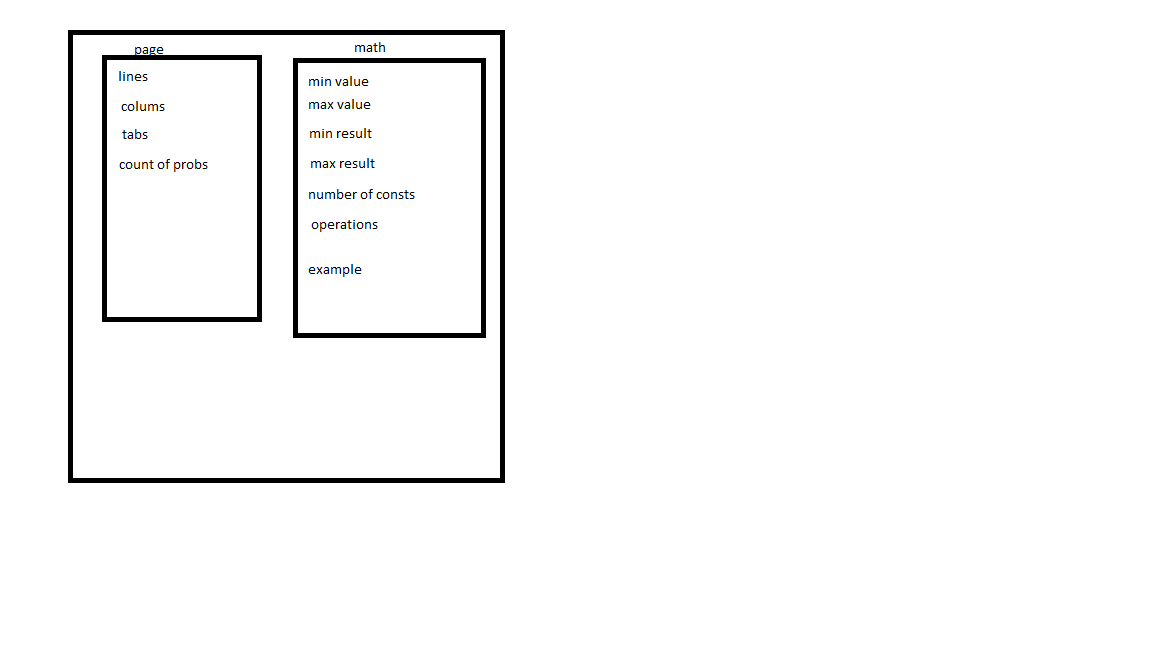 page
lines
colums
tabs
count of probs
math
min value
max value
min result
max result
number of consts
operations
example